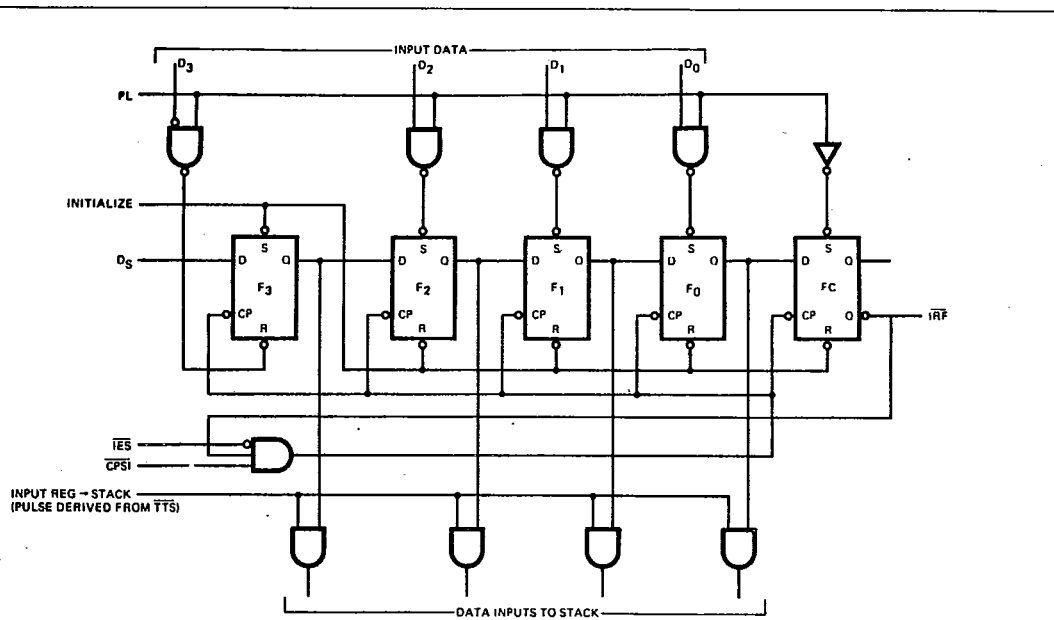 INPUT DATA
D3 D2 D1 D0
PL
INITIALIZE
S S S S S
DS D Q D Q D Q D Q D Q
F3 F2 F1 F0 FC
CP CP CP CP CP Q IRF
R R R R R
IES
CPSI
INPUT REG → STACK
(PULSE DERIVED FROM TTS)
DATA INPUTS TO STACK